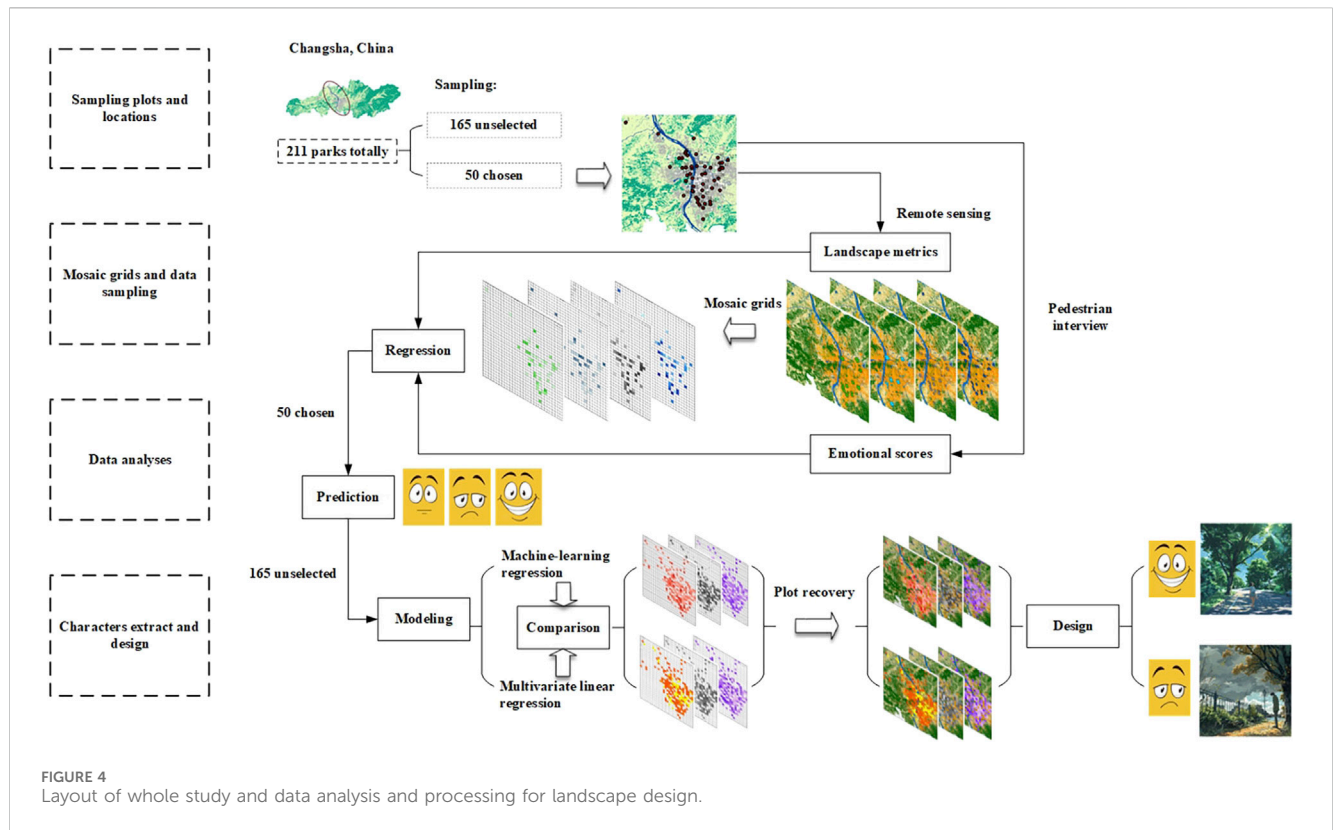 Sampling plots and
locations
Mosaic grids and data
sampling
Data analyses
Characters extract and
design
Changsha, China
Sampling:
165 unselected
211 parks totally
50 chosen
Remote sensing
Landscape metrics
Mosaic grids
Pedestrian
interview
Regression
50 chosen
Emotional scores
Prediction
165 unselected
Machine-learning
regression
Modeling
Comparison
Plot recovery
Design
Multivariate linear
regression
FIGURE 4
Layout of whole study and data analysis and processing for landscape design.